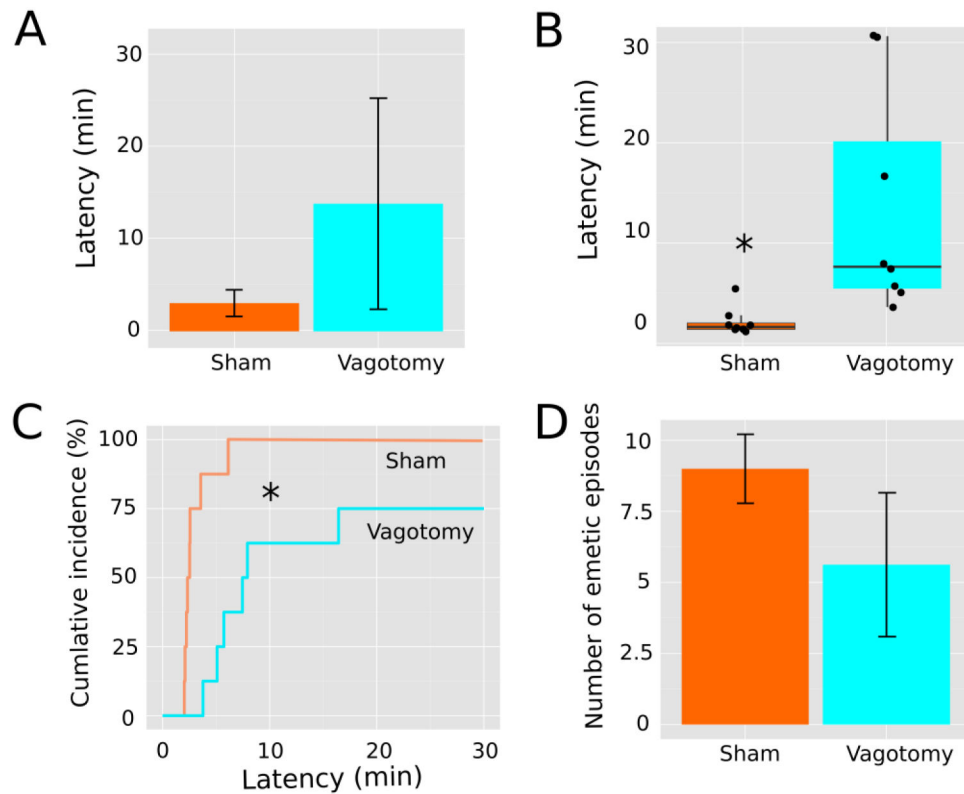 A
Latency (min)
30
20
10
0
Sham Vagotomy
B
Latency (min)
30
20
10
0
*
Sham Vagotomy
C
Cumlative incidence (%)
100
75
50
25
0
Sham
*
Vagotomy
0 10 20 30
Latency (min)
D
Number of emetic episodes
10
7.5
5
2.5
0
Sham Vagotomy